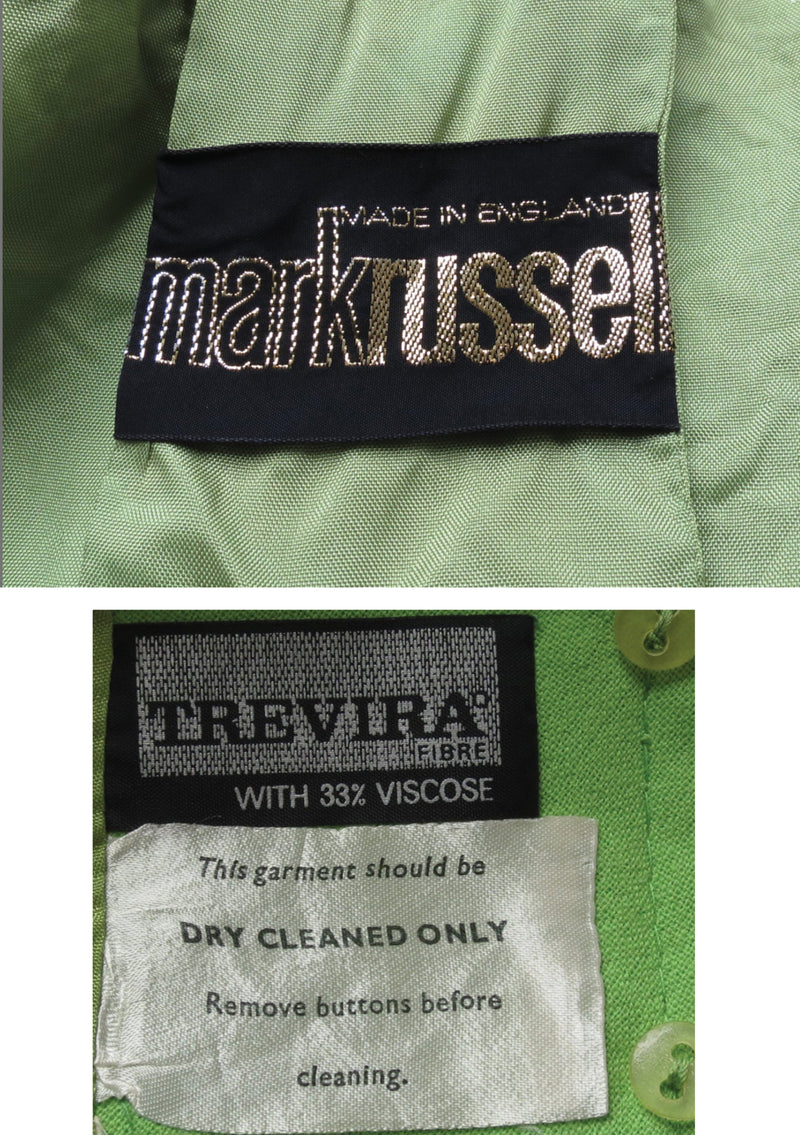 MADE IN ENGLAND
markrussell
TREVIRA®
FIBRE
WITH 33% VISCOSE
This garment should be
DRY CLEANED ONLY
Remove buttons before
cleaning.